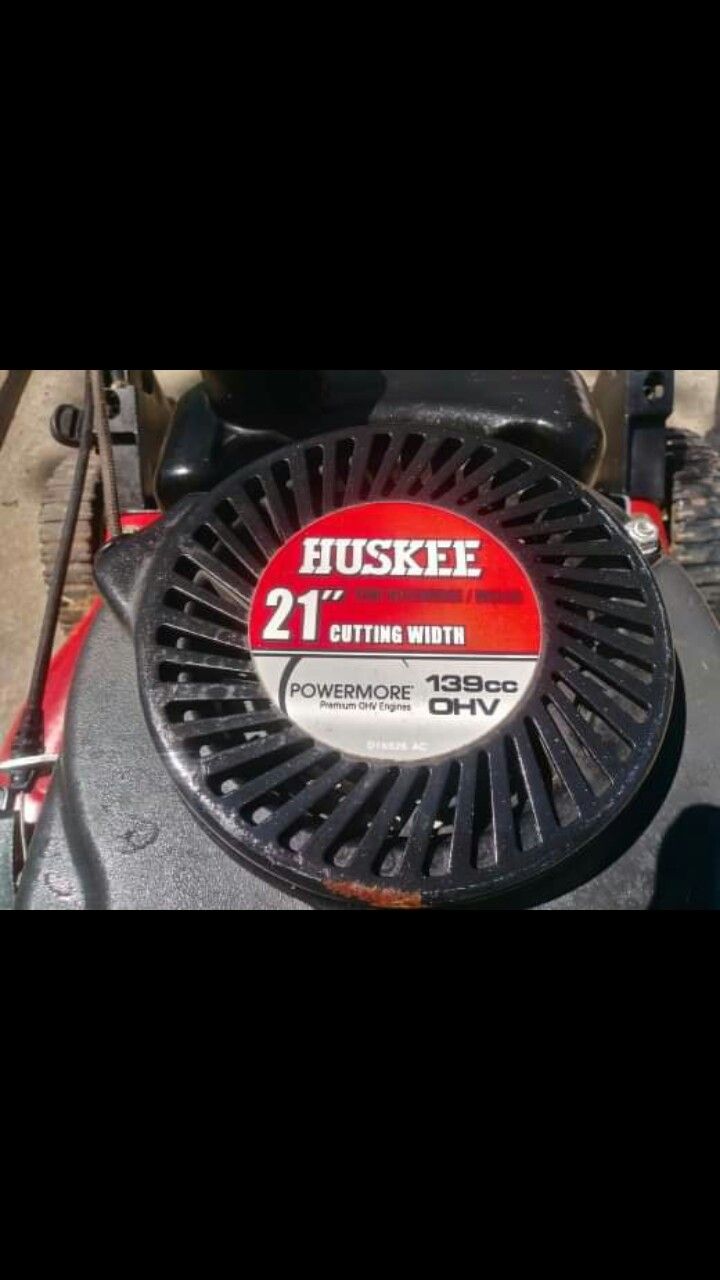 HUSKEE
21" CUTTING WIDTH
POWERMORE® 139cc
Premium OHV Engines OHV